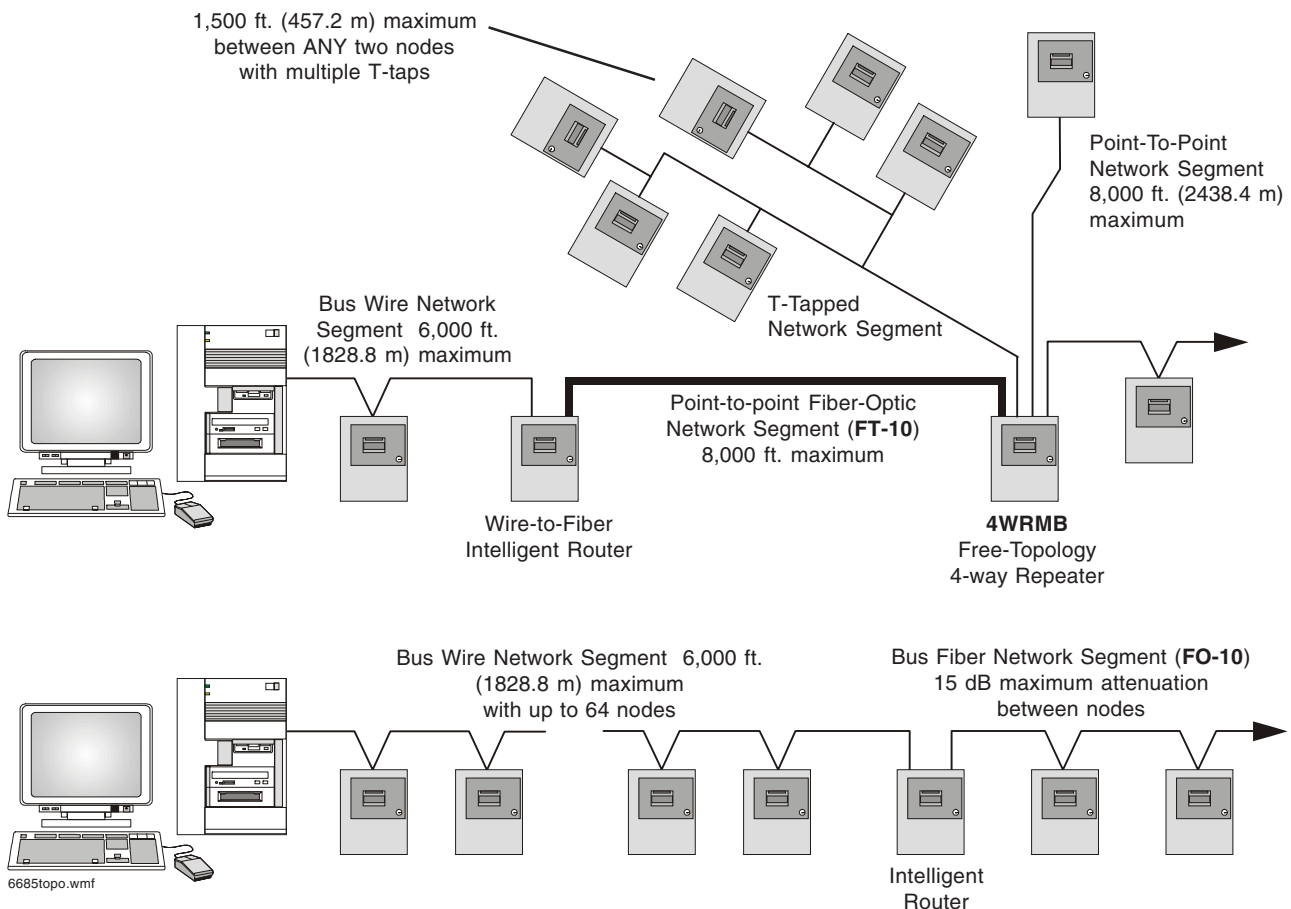 1,500 ft. (457.2 m) maximum
between ANY two nodes
with multiple T-taps
Point-To-Point
Network Segment
8,000 ft. (2438.4 m)
maximum
T-Tapped
Network Segment
Bus Wire Network
Segment 6,000 ft.
(1828.8 m) maximum
Point-to-point Fiber-Optic
Network Segment (FT-10)
8,000 ft. maximum
Wire-to-Fiber
Intelligent Router
4WRMB
Free-Topology
4-way Repeater
Bus Wire Network Segment 6,000 ft.
(1828.8 m) maximum
with up to 64 nodes
Bus Fiber Network Segment (FO-10)
15 dB maximum attenuation
between nodes
Intelligent
Router
6685topo.wmf